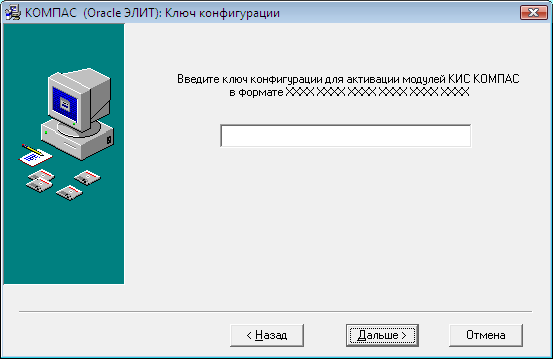 КОМПАС (Oracle ЭЛИТ): Ключ конфигурации
Введите ключ конфигурации для активации модулей КИС КОМПАС
в формате XXXX XXXX XXXX XXXX XXXX XXXX
< Назад
Дальше >
Отмена